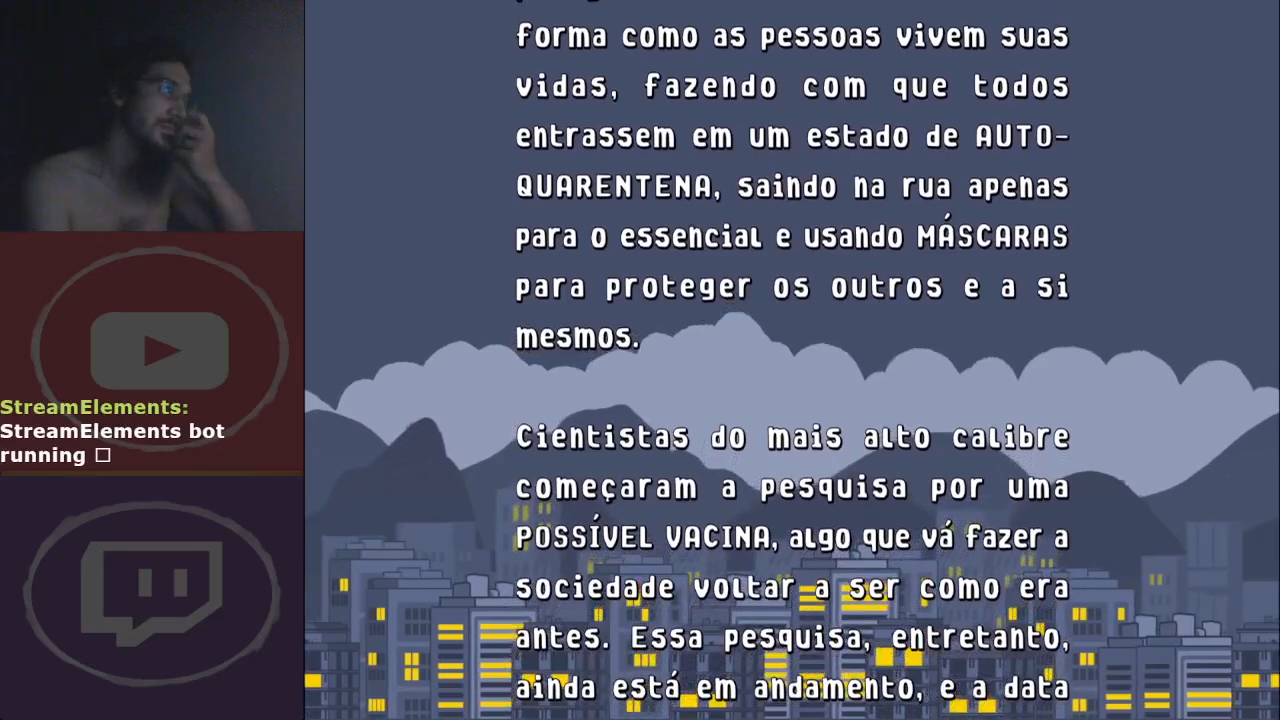 forma como as pessoas vivem suas
vidas, fazendo com que todos
entrassem em um estado de AUTO-
QUARENTENA, saindo na rua apenas
para o essencial e usando MÁSCARAS
para proteger os outros e a si
mesmos.
Cientistas do mais alto calibre
começaram a pesquisa por uma
POSSÍVEL VACINA, algo que vá fazer a
sociedade voltar a ser como era
antes. Essa pesquisa, entretanto,
ainda está em andamento, e a data
StreamElements:
StreamElements bot
running